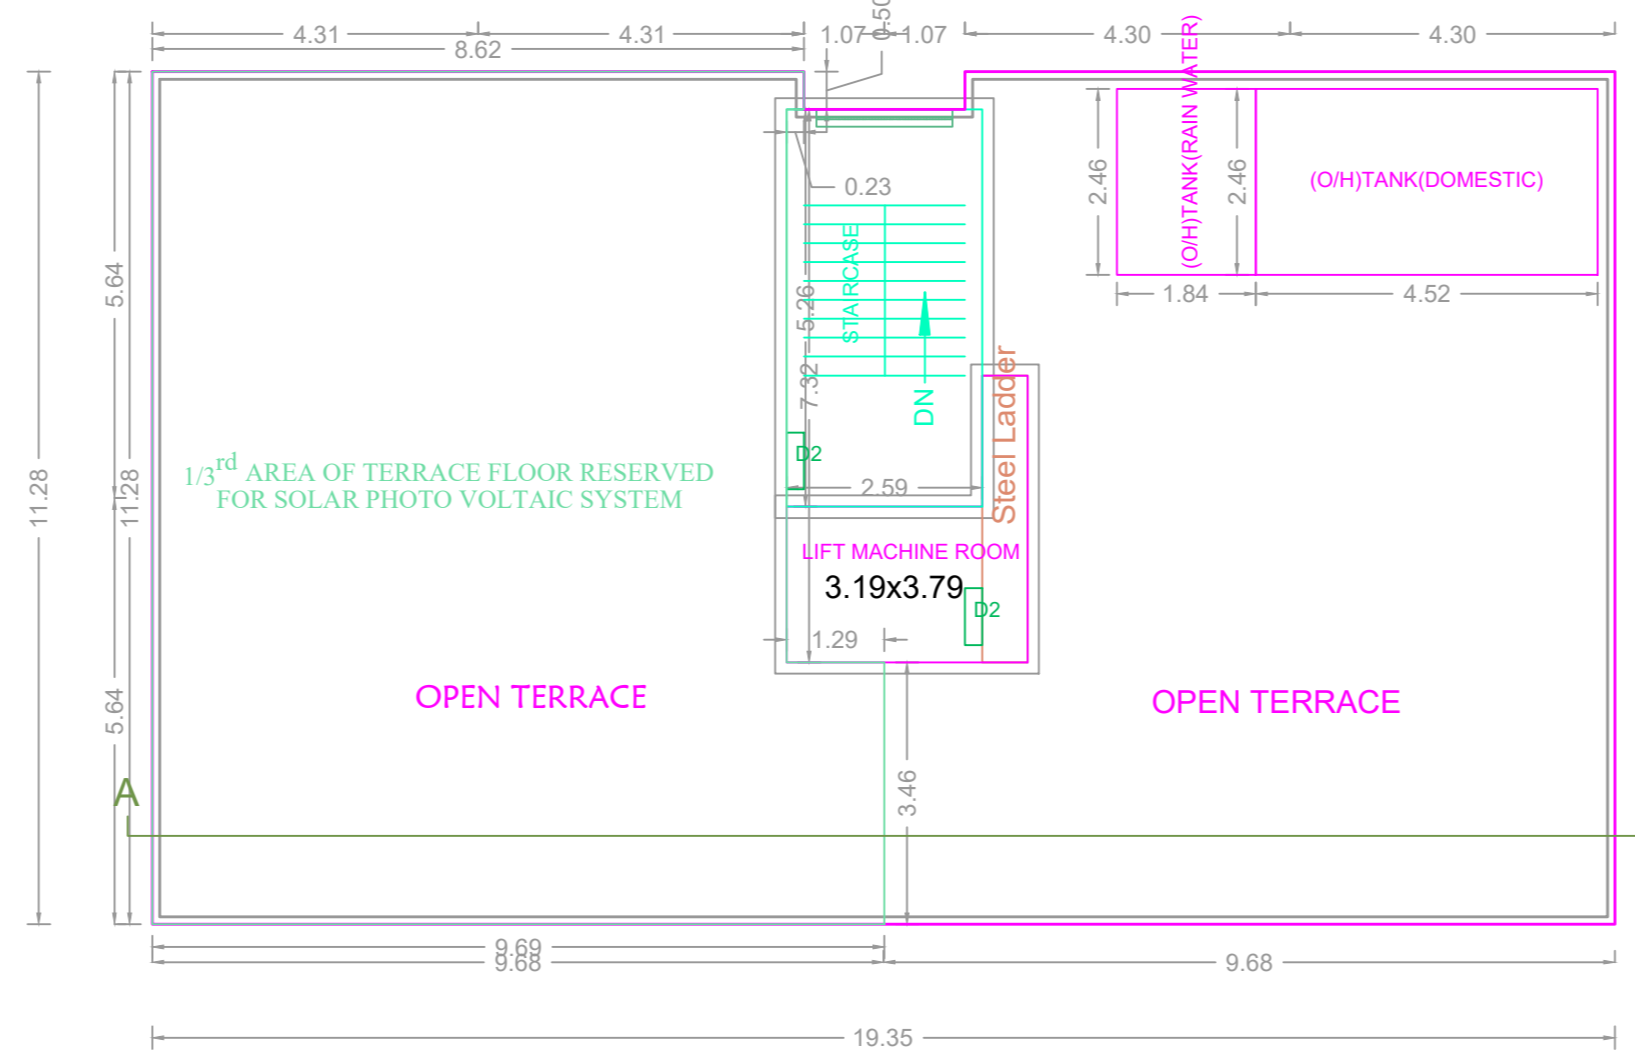 0.50
4.31
4.31
1.07
1.07
4.30
4.30
8.62
(O/H)TANK(RAIN WATER)
2.46
2.46
(O/H)TANK(DOMESTIC)
0.23
STAIRCASE
5.64
5.26
1.84
4.52
7.32
DN
Steel Ladder
D2
1/3rd AREA OF TERRACE FLOOR RESERVED
FOR SOLAR PHOTO VOLTAIC SYSTEM
2.59
11.28
11.28
LIFT MACHINE ROOM
3.19x3.79
D2
1.29
5.64
OPEN TERRACE
OPEN TERRACE
3.46
A
9.69
9.68
9.68
19.35